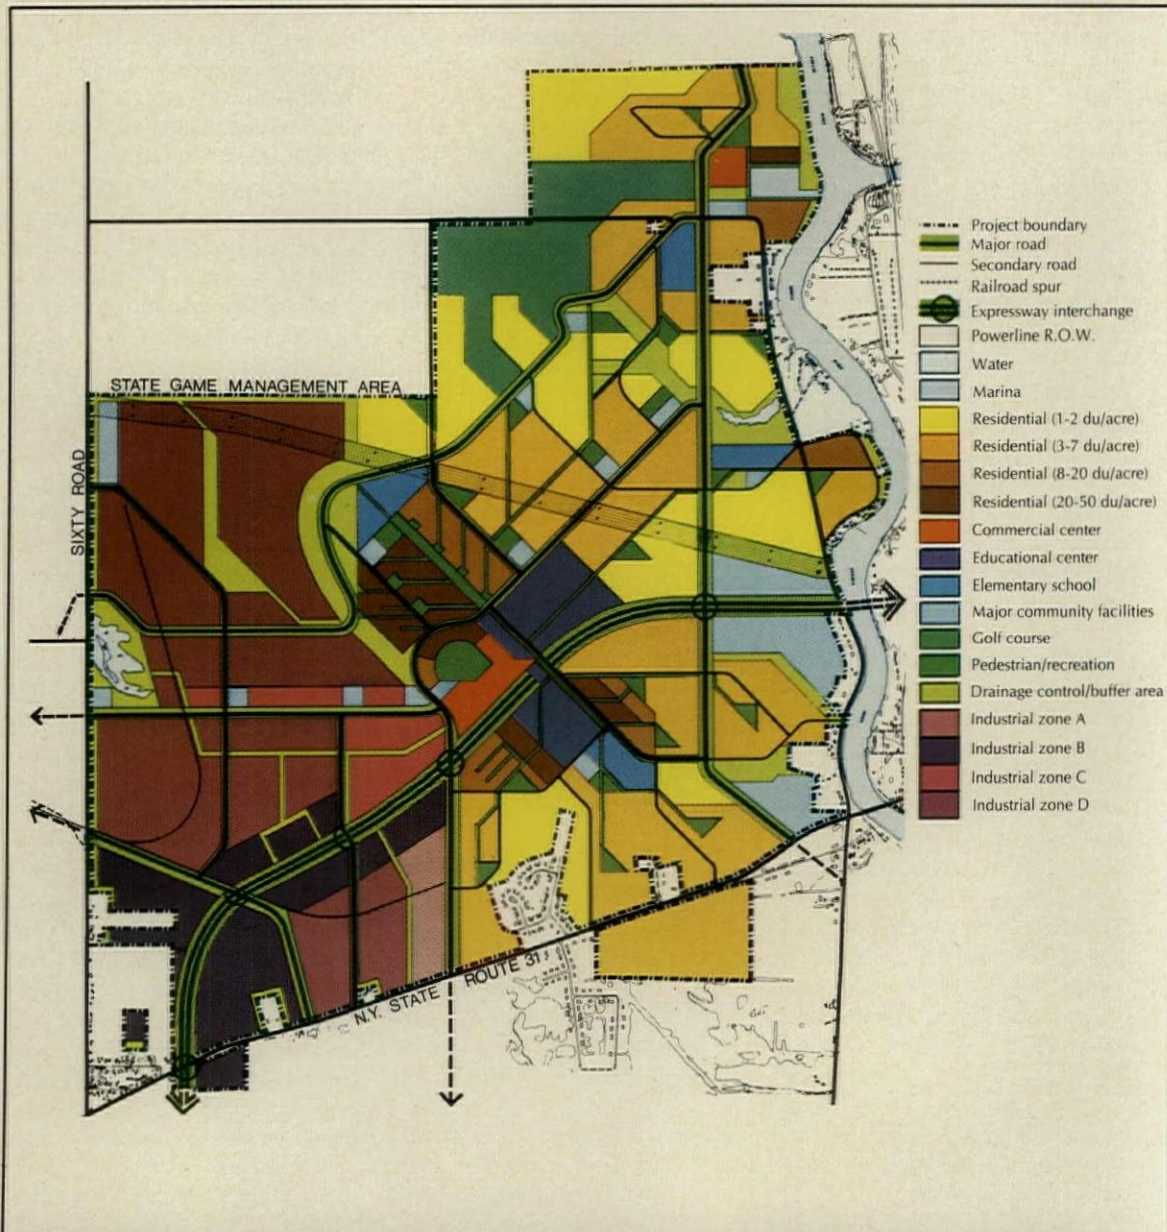 STATE GAME MANAGEMENT AREA
SIXTY ROAD
N.Y. STATE ROUTE 31
Project boundary
Major road
Secondary road
Railroad spur
Expressway interchange
Powerline R.O.W.
Water
Marina
Residential (1-2 du/acre)
Residential (3-7 du/acre)
Residential (8-20 du/acre)
Residential (20-50 du/acre)
Commercial center
Educational center
Elementary school
Major community facilities
Golf course
Pedestrian/recreation
Drainage control/buffer area
Industrial zone A
Industrial zone B
Industrial zone C
Industrial zone D